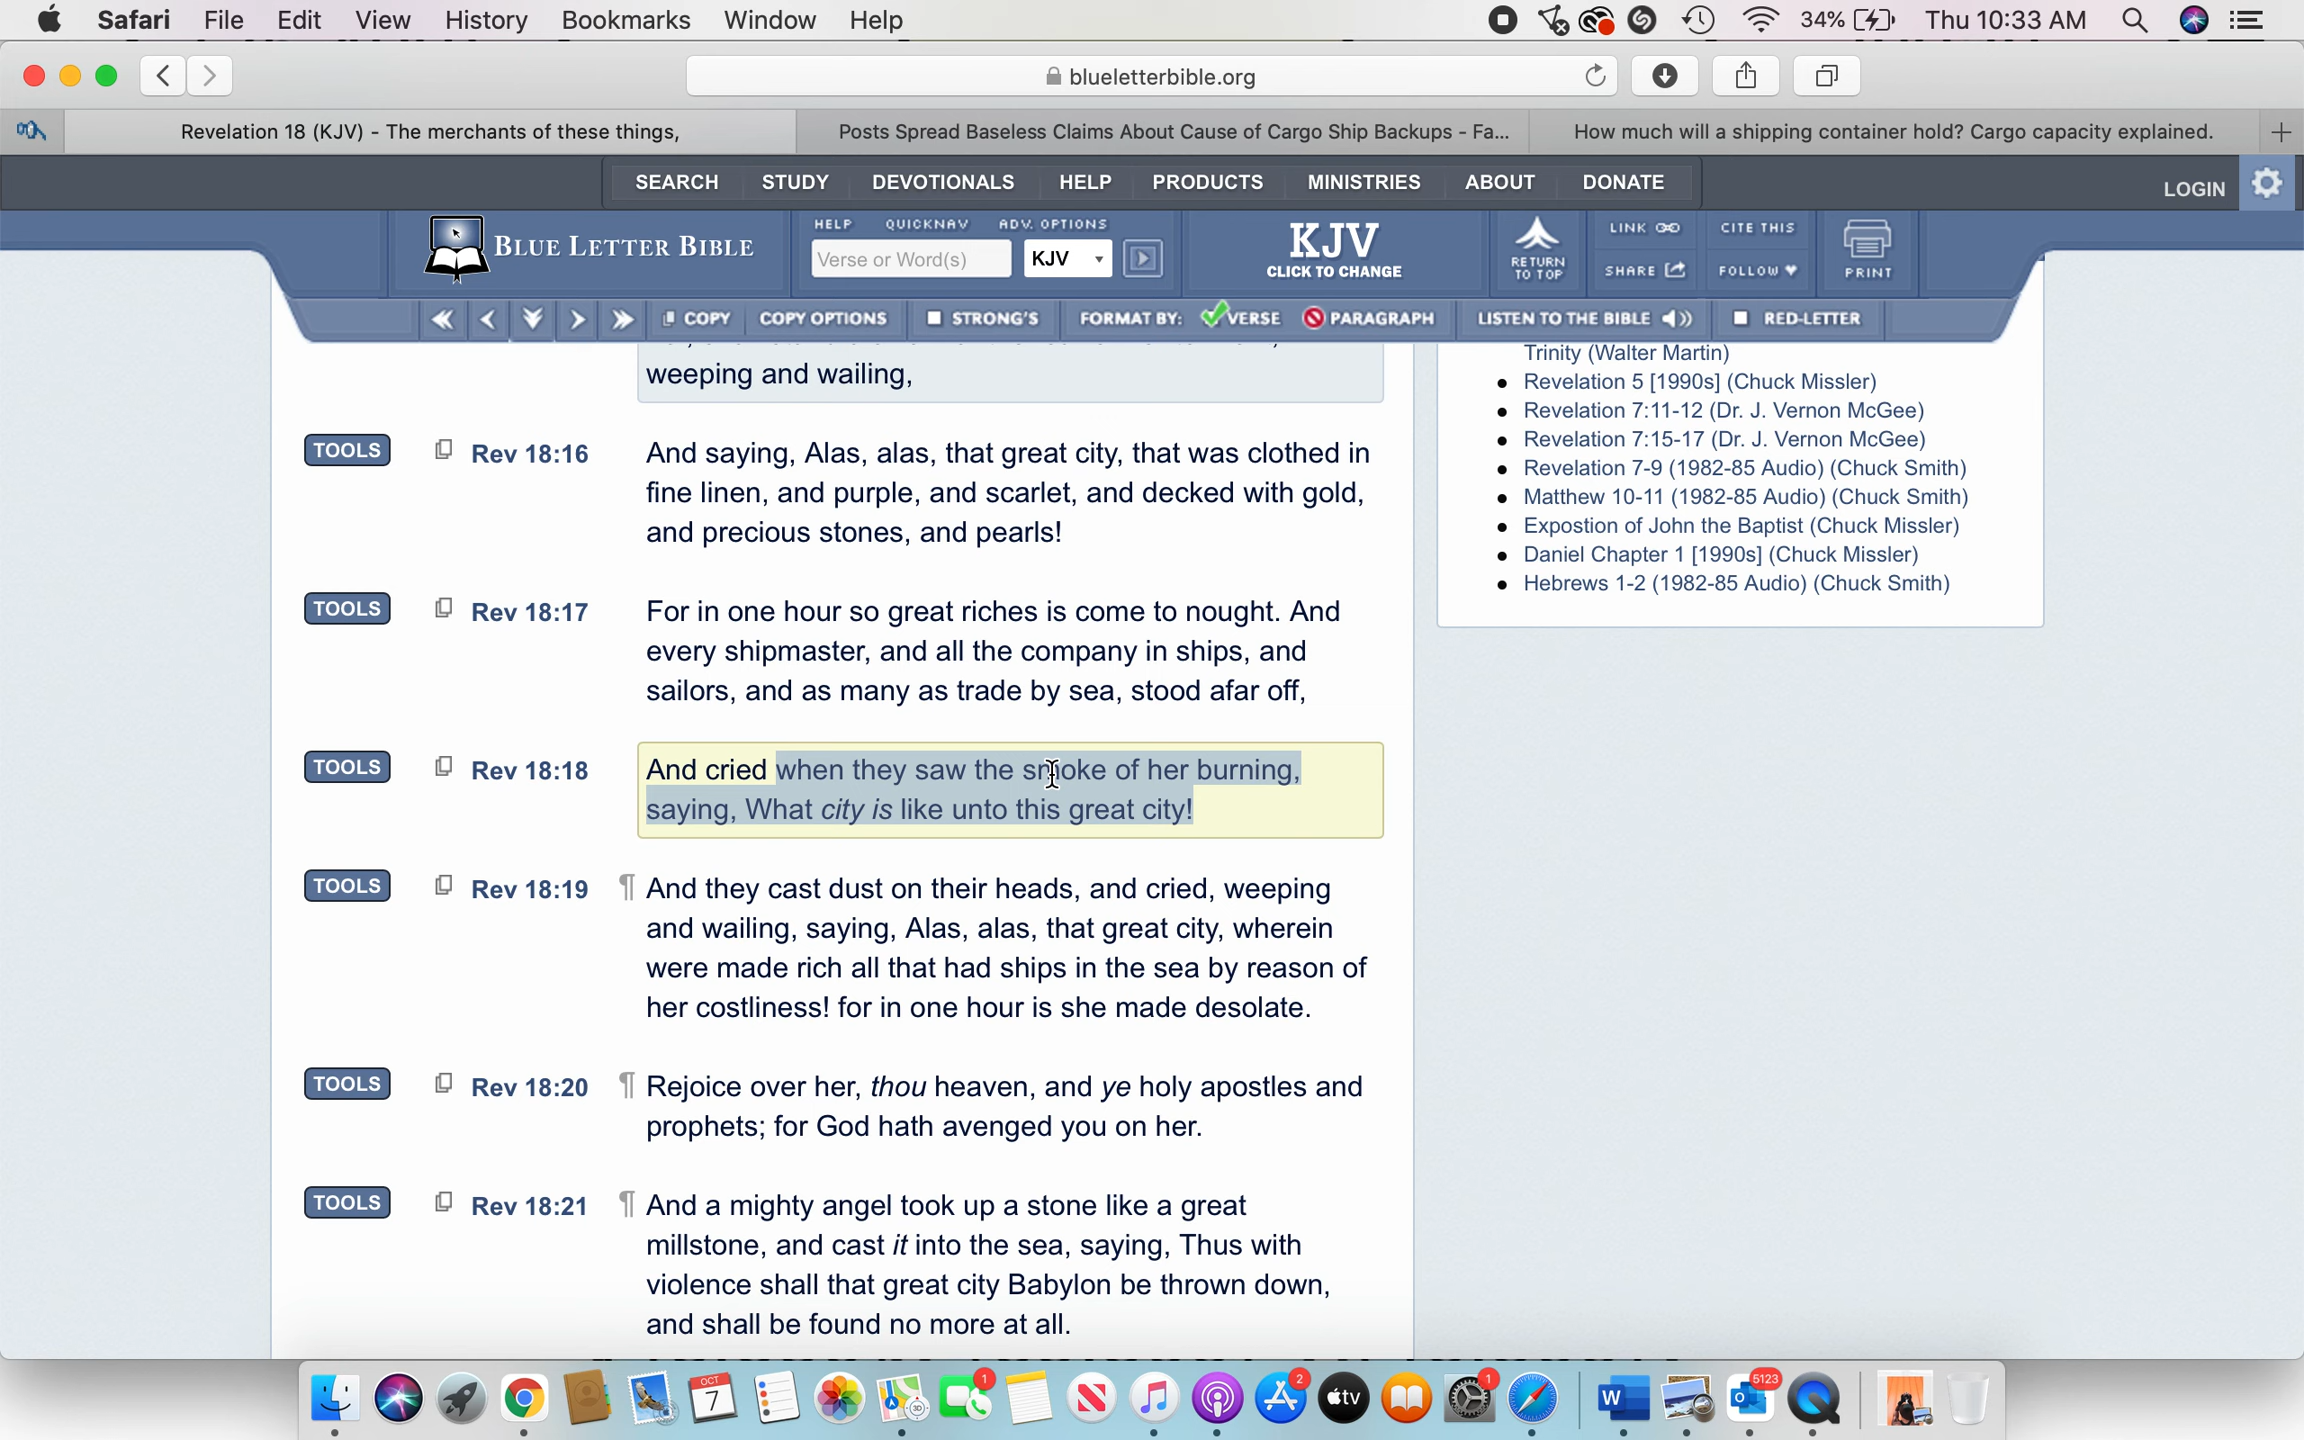 Safari File Edit View History Bookmarks Window Help 34% Thu 10:33 AM
blueletterbible.org
Revelation 18 (KJV) - The merchants of these things, Posts Spread Baseless Claims About Cause of Cargo Ship Backups - Fa... How much will a shipping container hold? Cargo capacity explained.
SEARCH STUDY DEVOTIONALS HELP PRODUCTS MINISTRIES ABOUT DONATE LOGIN
BLUE LETTER BIBLE
HELP QUICKNAV ADV. OPTIONS
Verse or Word(s) KJV
KJV
CLICK TO CHANGE
RETURN
TO TOP
LINK CITE THIS
SHARE FOLLOW
PRINT
COPY COPY OPTIONS STRONG'S FORMAT BY: VERSE PARAGRAPH LISTEN TO THE BIBLE RED-LETTER
weeping and wailing,
TOOLS Rev 18:16 And saying, Alas, alas, that great city, that was clothed in
fine linen, and purple, and scarlet, and decked with gold,
and precious stones, and pearls!
TOOLS Rev 18:17 For in one hour so great riches is come to nought. And
every shipmaster, and all the company in ships, and
sailors, and as many as trade by sea, stood afar off,
TOOLS Rev 18:18 And cried when they saw the smoke of her burning,
saying, What city is like unto this great city!
TOOLS Rev 18:19 ¶ And they cast dust on their heads, and cried, weeping
and wailing, saying, Alas, alas, that great city, wherein
were made rich all that had ships in the sea by reason of
her costliness! for in one hour is she made desolate.
TOOLS Rev 18:20 ¶ Rejoice over her, thou heaven, and ye holy apostles and
prophets; for God hath avenged you on her.
TOOLS Rev 18:21 ¶ And a mighty angel took up a stone like a great
millstone, and cast it into the sea, saying, Thus with
violence shall that great city Babylon be thrown down,
and shall be found no more at all.
Trinity (Walter Martin)
• Revelation 5 [1990s] (Chuck Missler)
• Revelation 7:11-12 (Dr. J. Vernon McGee)
• Revelation 7:15-17 (Dr. J. Vernon McGee)
• Revelation 7-9 (1982-85 Audio) (Chuck Smith)
• Matthew 10-11 (1982-85 Audio) (Chuck Smith)
• Expostion of John the Baptist (Chuck Missler)
• Daniel Chapter 1 [1990s] (Chuck Missler)
• Hebrews 1-2 (1982-85 Audio) (Chuck Smith)
OCT
7
3D
1
2
tv
1
W
5123